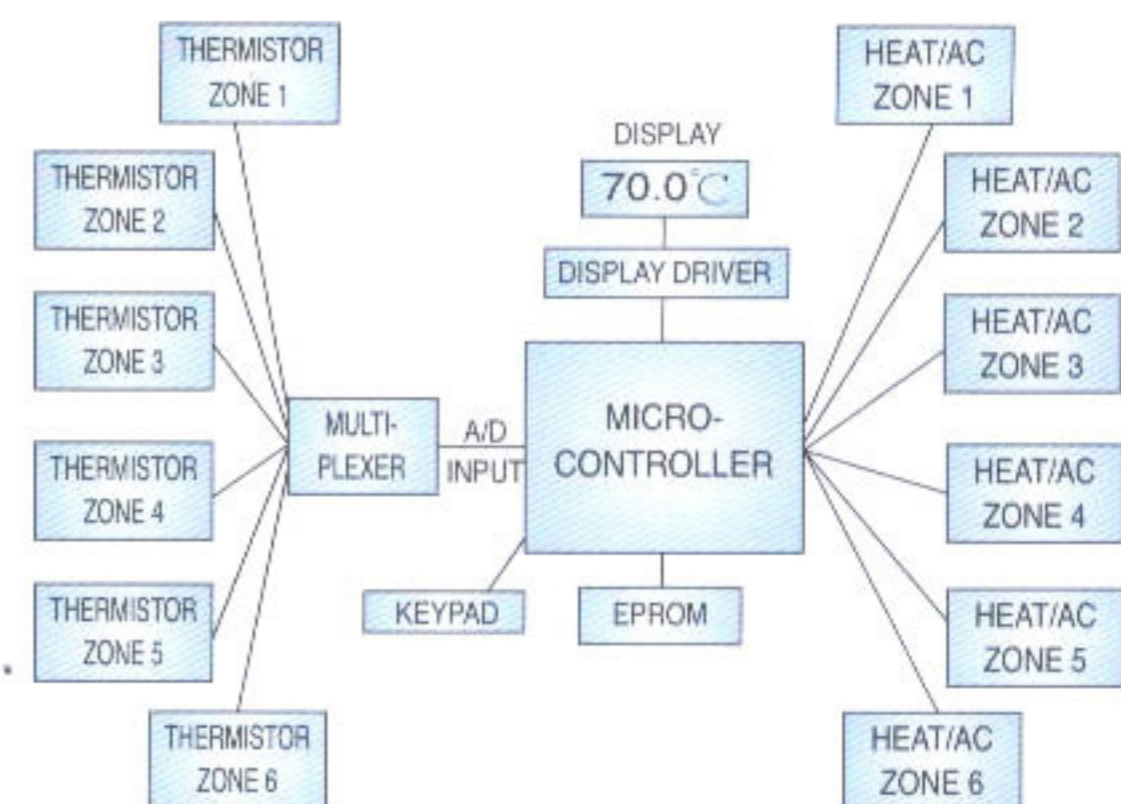 THERMISTOR
ZONE 1
THERMISTOR
ZONE 2
THERMISTOR
ZONE 3
THERMISTOR
ZONE 4
THERMISTOR
ZONE 5
THERMISTOR
ZONE 6
MULTI-
PLEXER
A/D
INPUT
DISPLAY
70.0°C
DISPLAY DRIVER
MICRO-
CONTROLLER
KEYPAD
EPROM
HEAT/AC
ZONE 1
HEAT/AC
ZONE 2
HEAT/AC
ZONE 3
HEAT/AC
ZONE 4
HEAT/AC
ZONE 5
HEAT/AC
ZONE 6